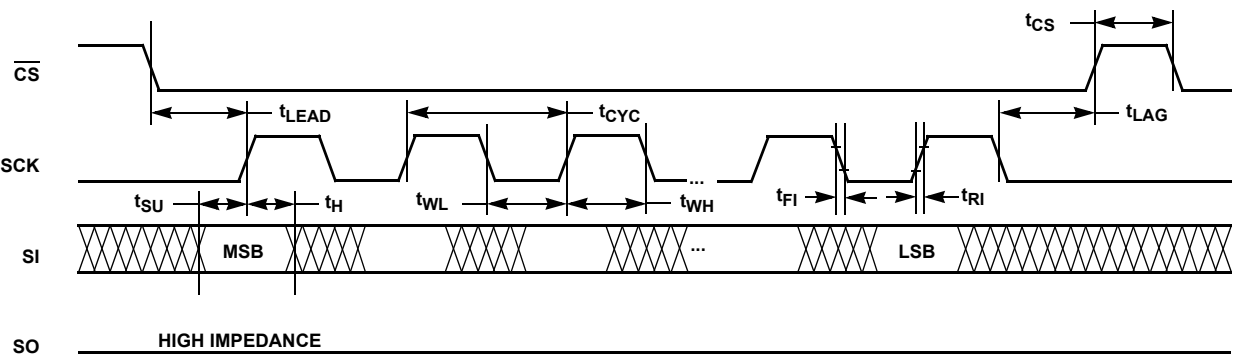 tCS
CS
tLEAD
tCYC
tLAG
SCK
...
tSU
tH
tWL
tWH
tFI
tRI
SI
MSB
...
LSB
SO
HIGH IMPEDANCE